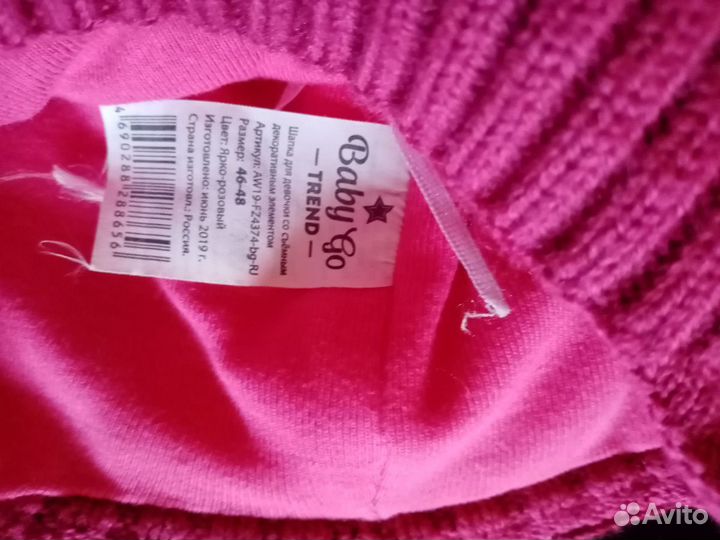 Baby Go
— TREND —
Шапка для девочки со съёмным
декоративным элементом
Артикул: AW19-FZ4374-bg-RJ
Размер: 46-48
Цвет: Ярко-розовый
Изготовлено: июнь 2019 г.
Страна изготовл.: Россия.
4690288288656
Avito